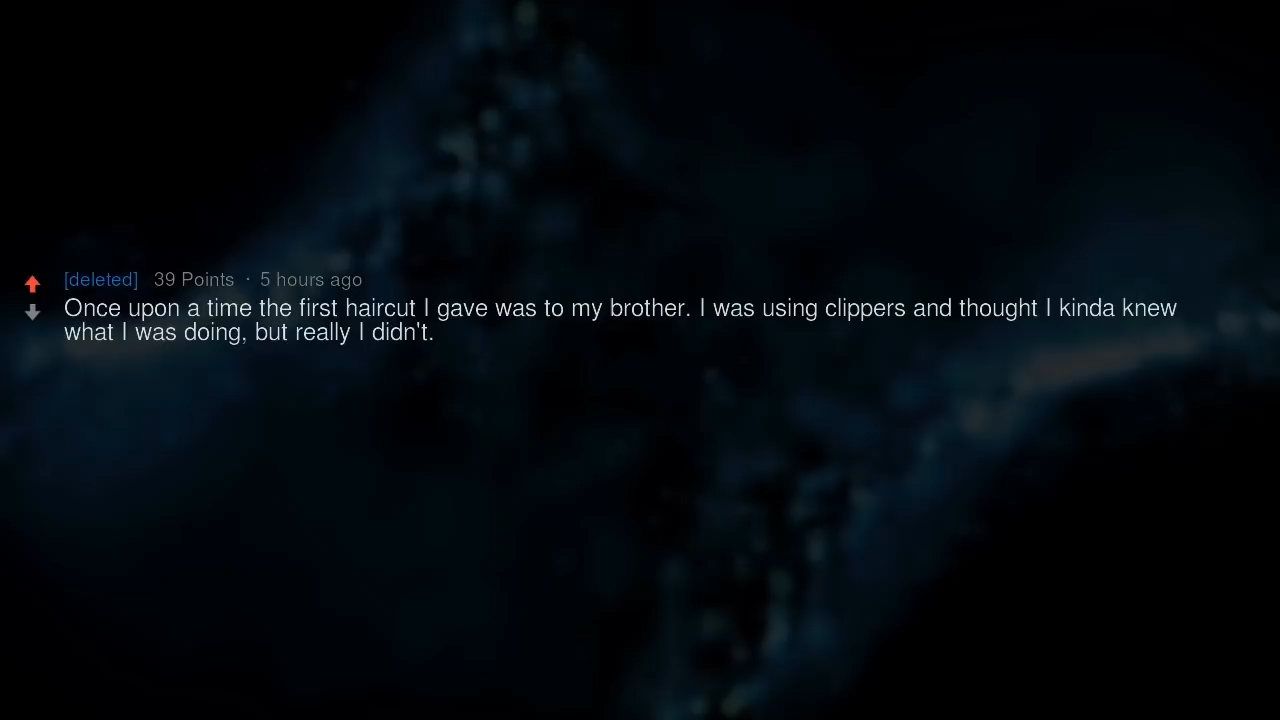 [deleted] 39 Points · 5 hours ago
Once upon a time the first haircut I gave was to my brother. I was using clippers and thought I kinda knew
what I was doing, but really I didn't.